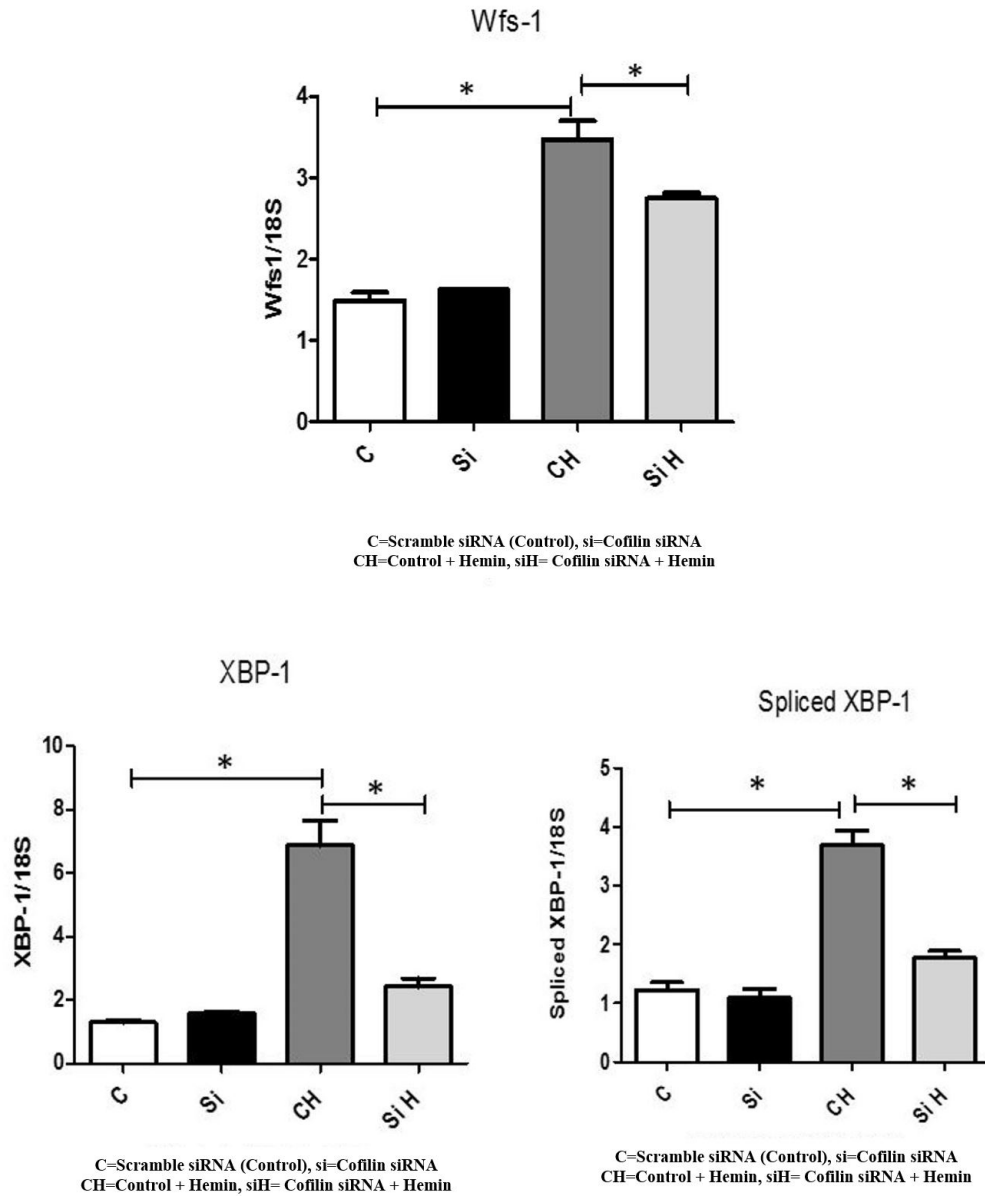 Wfs-1
*
*
Wfs1/18S
4
3
2
1
0
C
Si
CH
Si H
C=Scramble siRNA (Control), si=Cofilin siRNA
CH=Control + Hemin, siH= Cofilin siRNA + Hemin
XBP-1
*
*
XBP-1/18S
10
8
6
4
2
0
C
Si
CH
Si H
C=Scramble siRNA (Control), si=Cofilin siRNA
CH=Control + Hemin, siH= Cofilin siRNA + Hemin
Spliced XBP-1
*
*
Spliced XBP-1/18S
5
4
3
2
1
0
C
Si
CH
Si H
C=Scramble siRNA (Control), si=Cofilin siRNA
CH=Control + Hemin, siH= Cofilin siRNA + Hemin